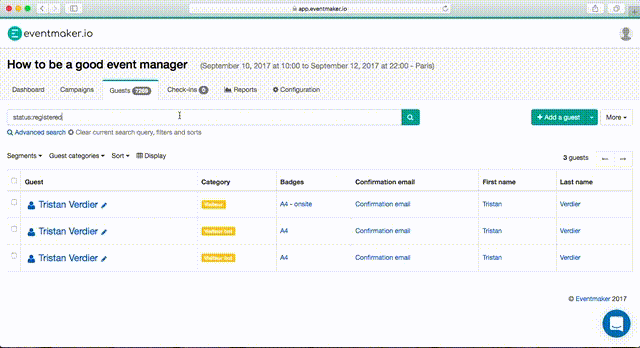 app.eventmaker.io
eventmaker.io
How to be a good event manager (September 10, 2017 at 10:00 to September 12, 2017 at 22:00 - Paris)
Dashboard Campaigns Guests 7269 Check-ins 0 Reports Configuration
status:registered + Add a guest More
Advanced search Clear current search query, filters and sorts
Segments Guest categories Sort Display 3 guests
Guest Category Badges Confirmation email First name Last name
Tristan Verdier Visiteur A4 - onsite Confirmation email Tristan Verdier
Tristan Verdier Visiteur A4 Confirmation email Tristan Verdier
Tristan Verdier Visiteur A4 Confirmation email Tristan Verdier
© Eventmaker 2017